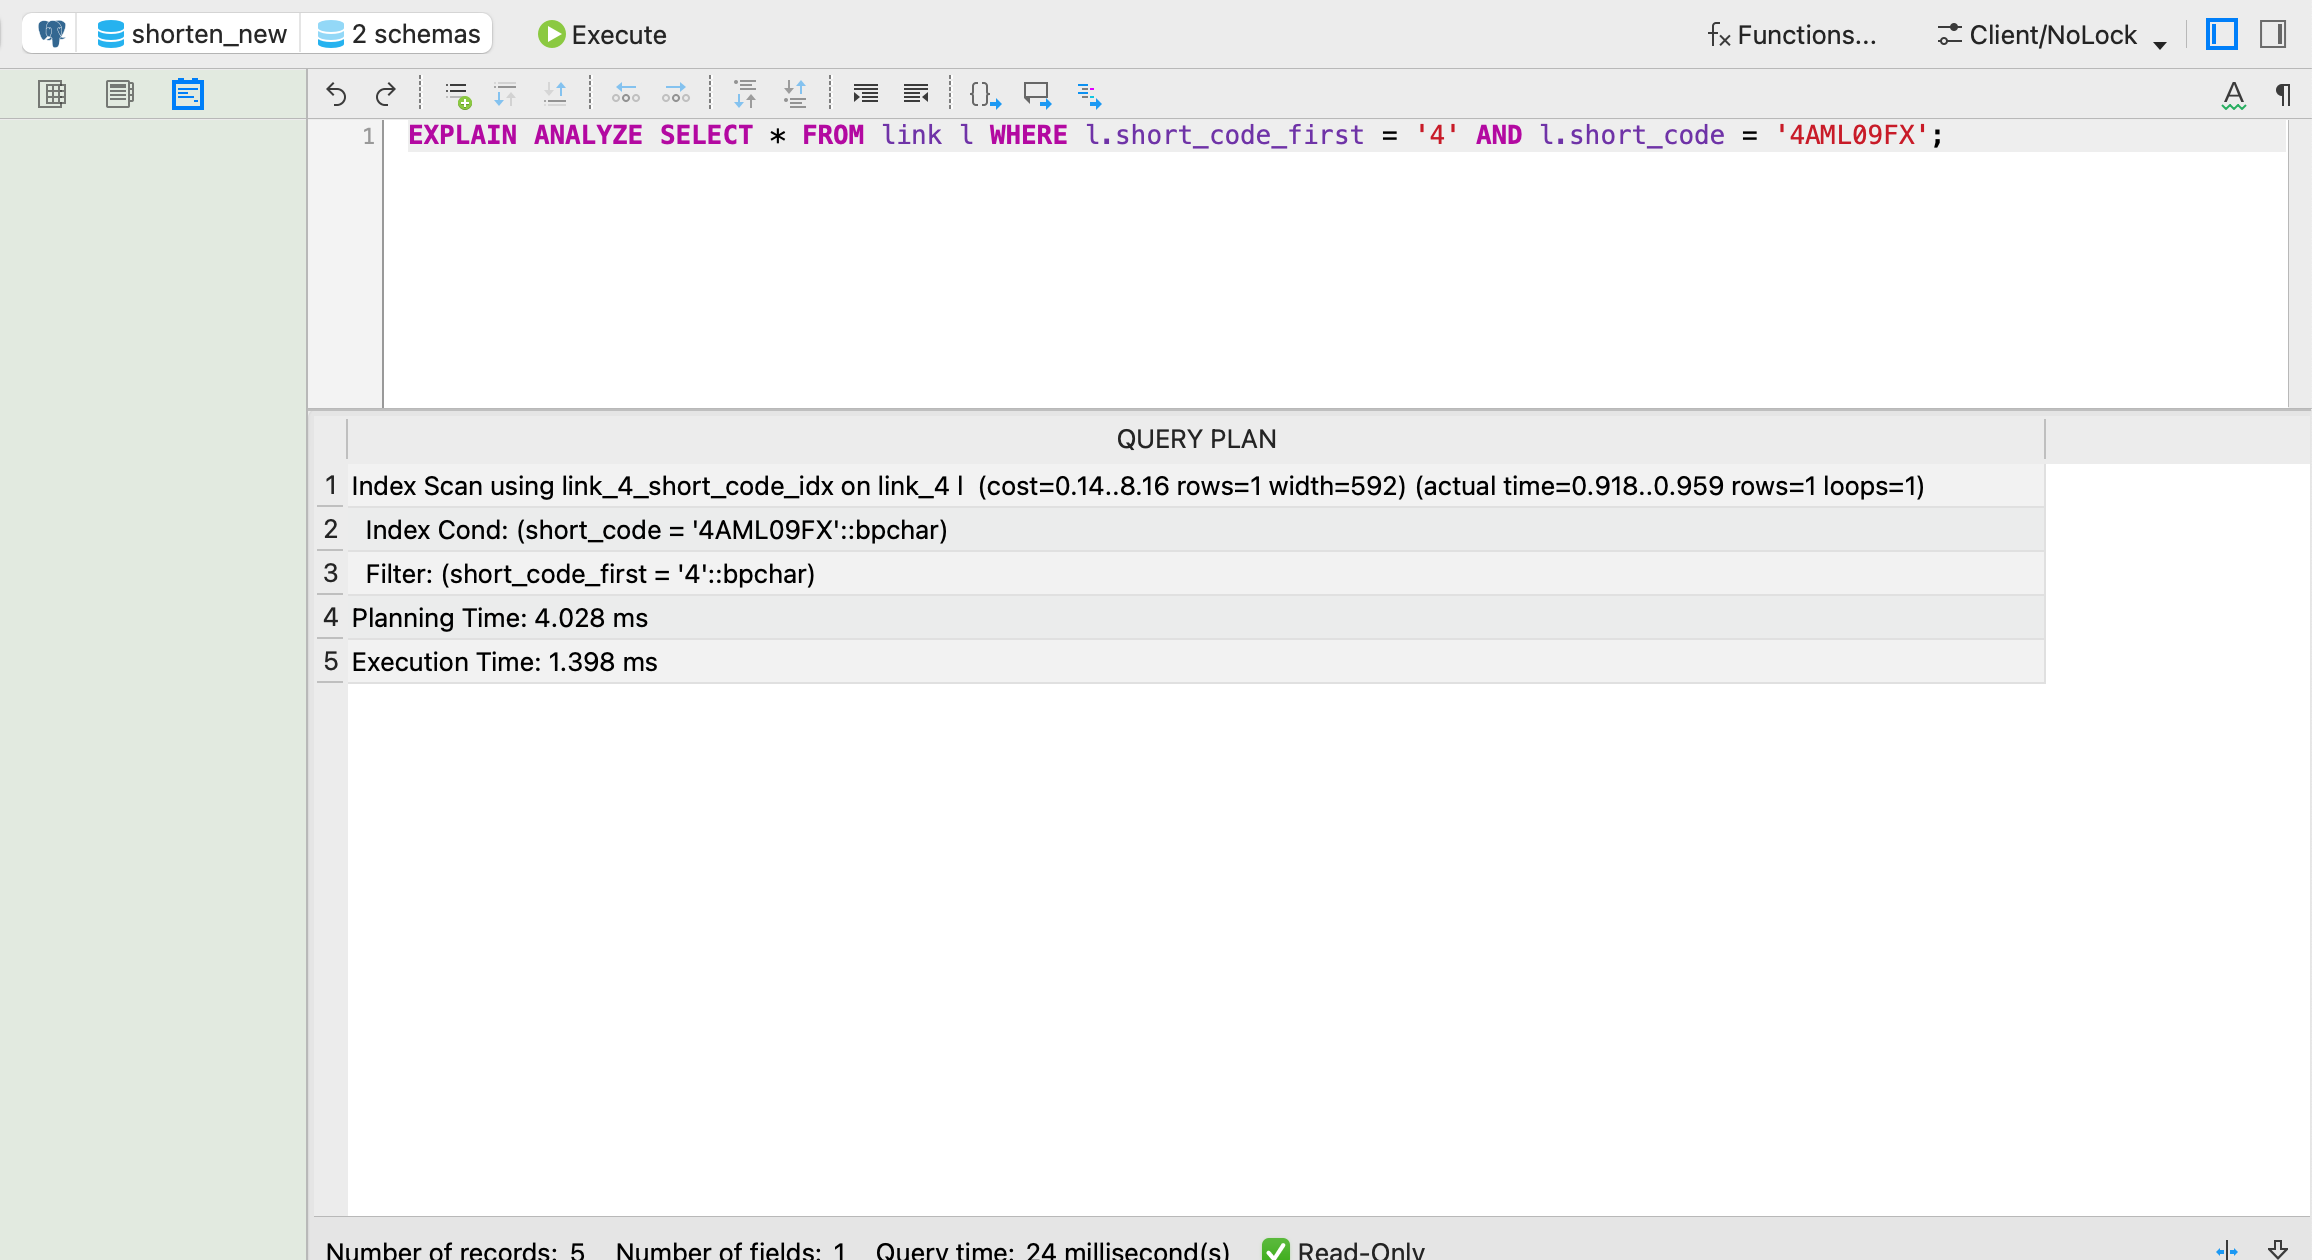 shorten_new 2 schemas Execute fx Functions... Client/NoLock
1 EXPLAIN ANALYZE SELECT * FROM link l WHERE l.short_code_first = '4' AND l.short_code = '4AML09FX';
QUERY PLAN
1 Index Scan using link_4_short_code_idx on link_4 l (cost=0.14..8.16 rows=1 width=592) (actual time=0.918..0.959 rows=1 loops=1)
2 Index Cond: (short_code = '4AML09FX'::bpchar)
3 Filter: (short_code_first = '4'::bpchar)
4 Planning Time: 4.028 ms
5 Execution Time: 1.398 ms
Number of records: 5 Number of fields: 1 Query time: 24 millisecond(s) Read-Only